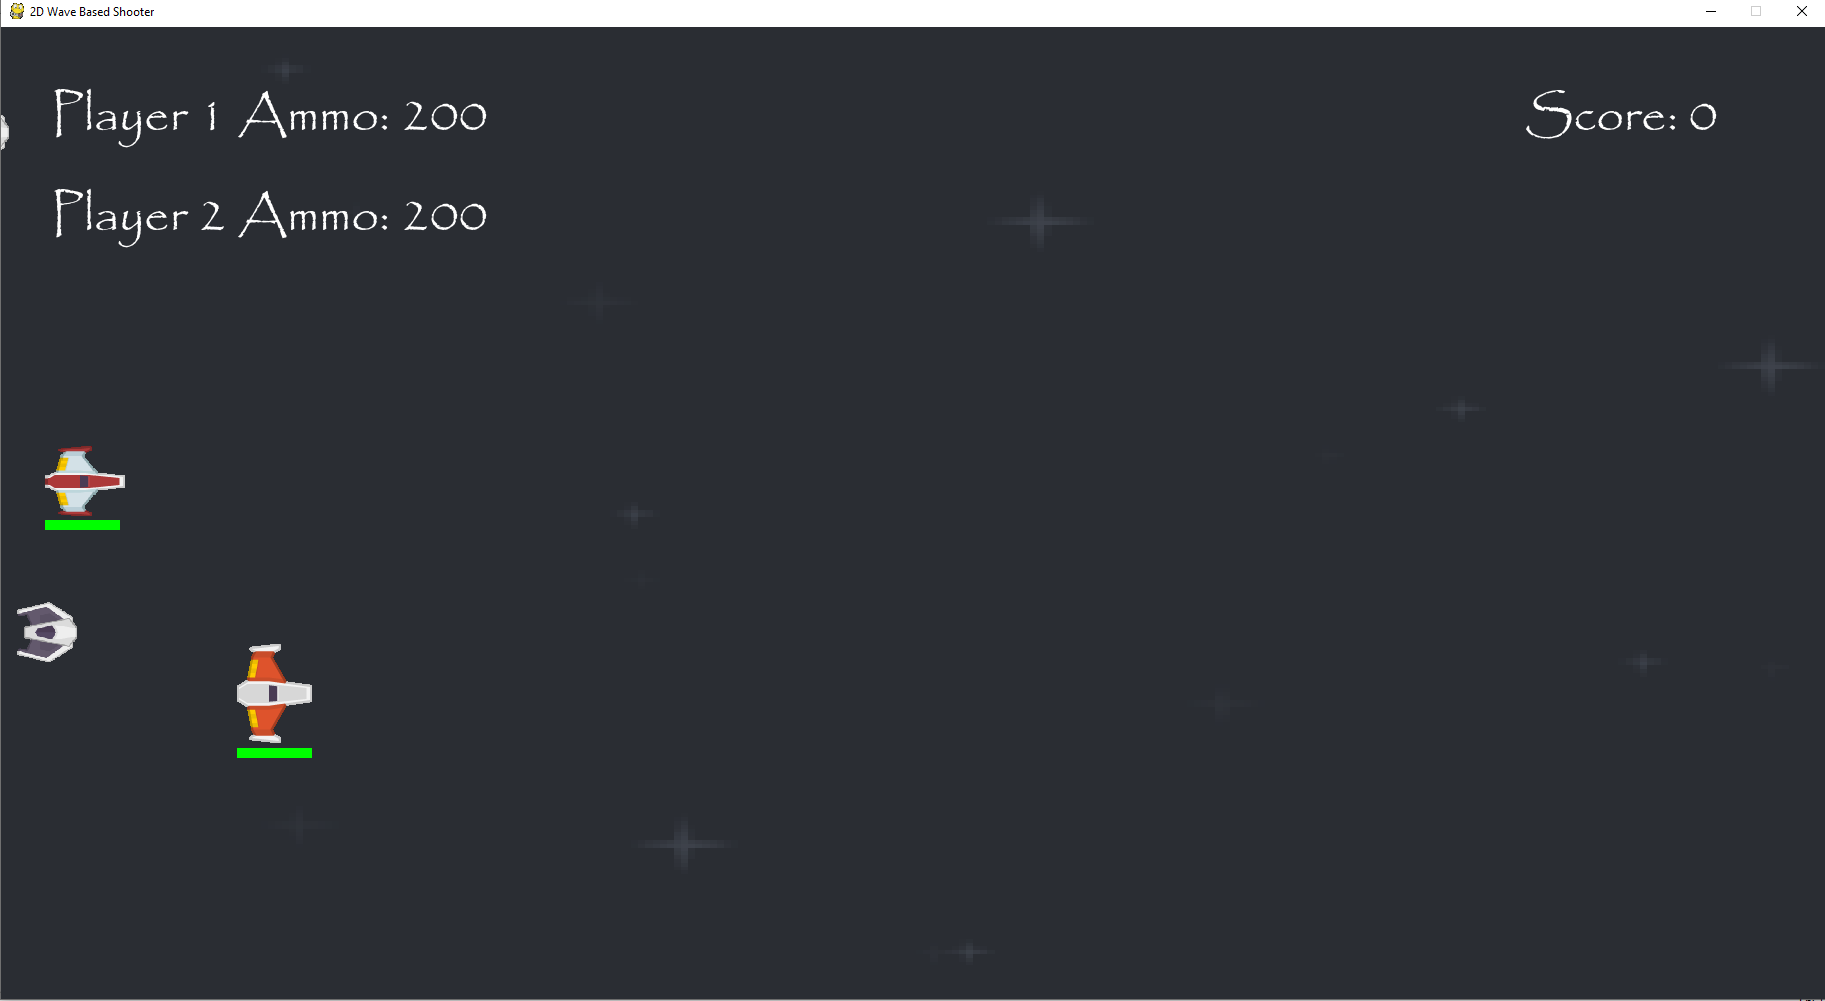 2D Wave Based Shooter
Player 1 Ammo: 200
Score: 0
Player 2 Ammo: 200